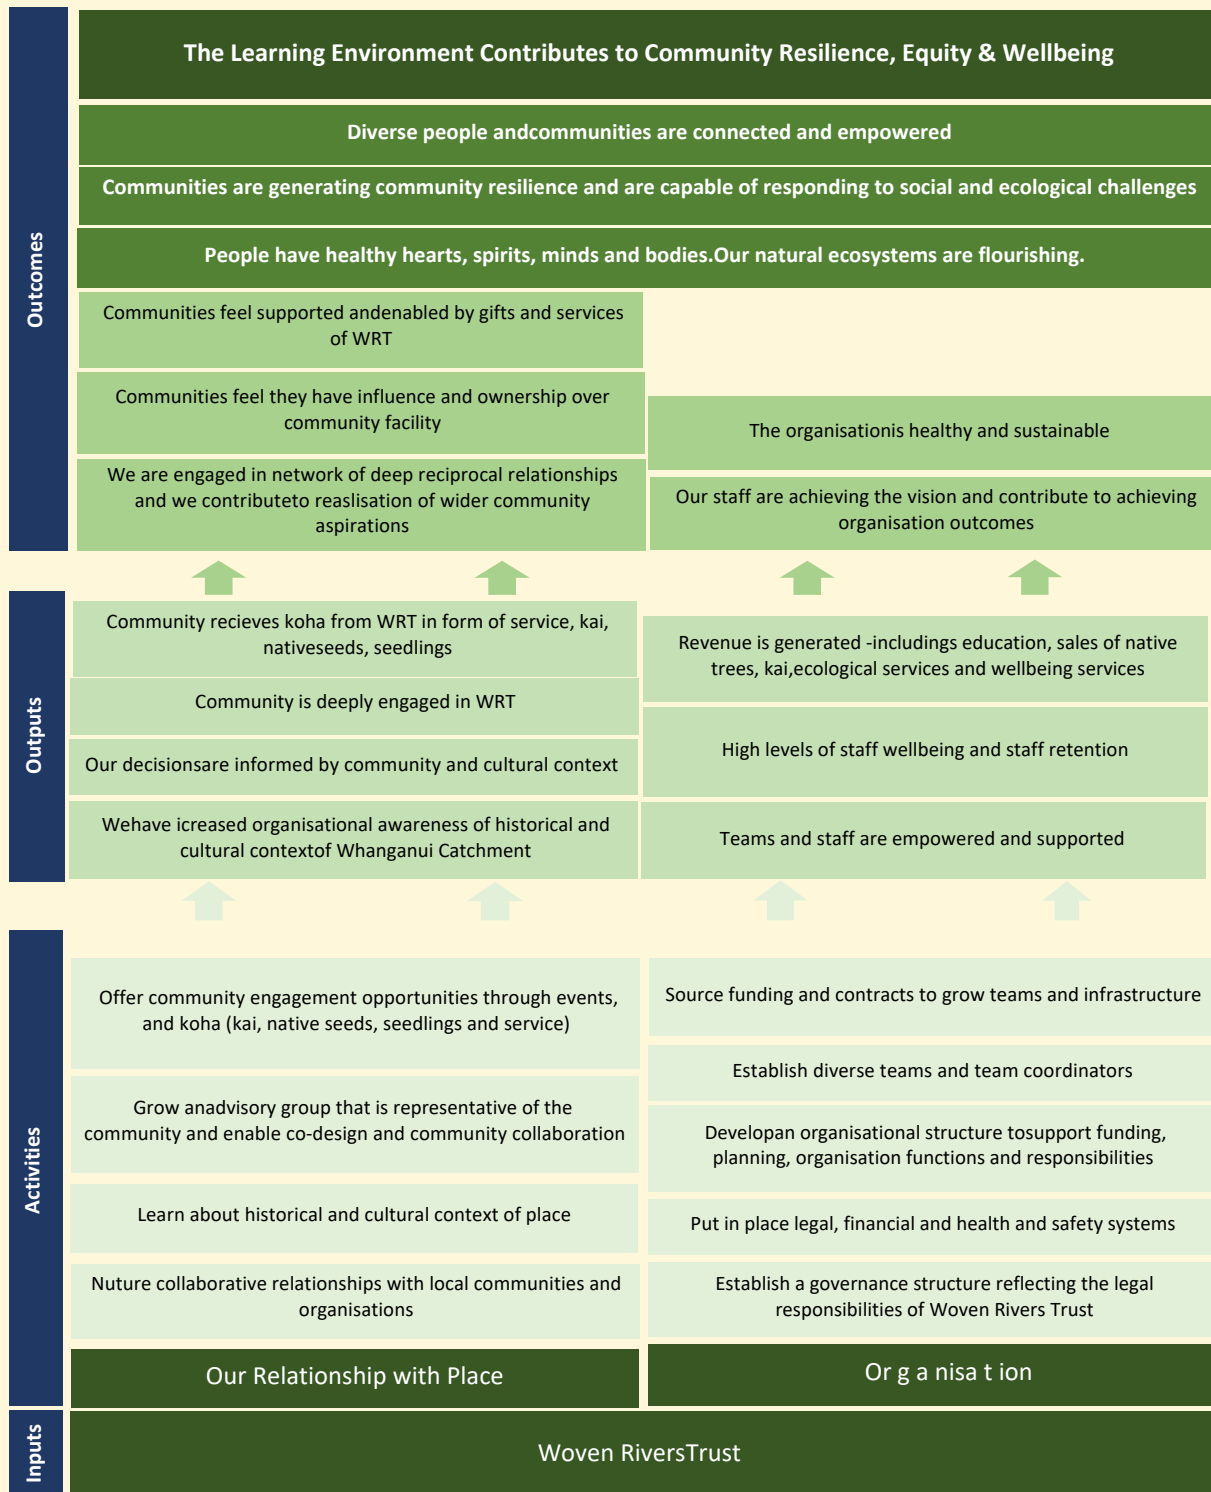 Outcomes
The Learning Environment Contributes to Community Resilience, Equity & Wellbeing
Diverse people andcommunities are connected and empowered
Communities are generating community resilience and are capable of responding to social and ecological challenges
People have healthy hearts, spirits, minds and bodies.Our natural ecosystems are flourishing.
Communities feel supported andenabled by gifts and services
of WRT
Communities feel they have influence and ownership over
community facility
We are engaged in network of deep reciprocal relationships
and we contributeto reaslisation of wider community
aspirations
The organisationis healthy and sustainable
Our staff are achieving the vision and contribute to achieving
organisation outcomes
Outputs
Community recieves koha from WRT in form of service, kai,
nativeseeds, seedlings
Community is deeply engaged in WRT
Our decisionsare informed by community and cultural context
Wehave icreased organisational awareness of historical and
cultural contextof Whanganui Catchment
Revenue is generated -includings education, sales of native
trees, kai,ecological services and wellbeing services
High levels of staff wellbeing and staff retention
Teams and staff are empowered and supported
Activities
Offer community engagement opportunities through events,
and koha (kai, native seeds, seedlings and service)
Grow anadvisory group that is representative of the
community and enable co-design and community collaboration
Learn about historical and cultural context of place
Nuture collaborative relationships with local communities and
organisations
Our Relationship with Place
Source funding and contracts to grow teams and infrastructure
Establish diverse teams and team coordinators
Developan organisational structure tosupport funding,
planning, organisation functions and responsibilities
Put in place legal, financial and health and safety systems
Establish a governance structure reflecting the legal
responsibilities of Woven Rivers Trust
Or g a nisa t ion
Inputs
Woven RiversTrust